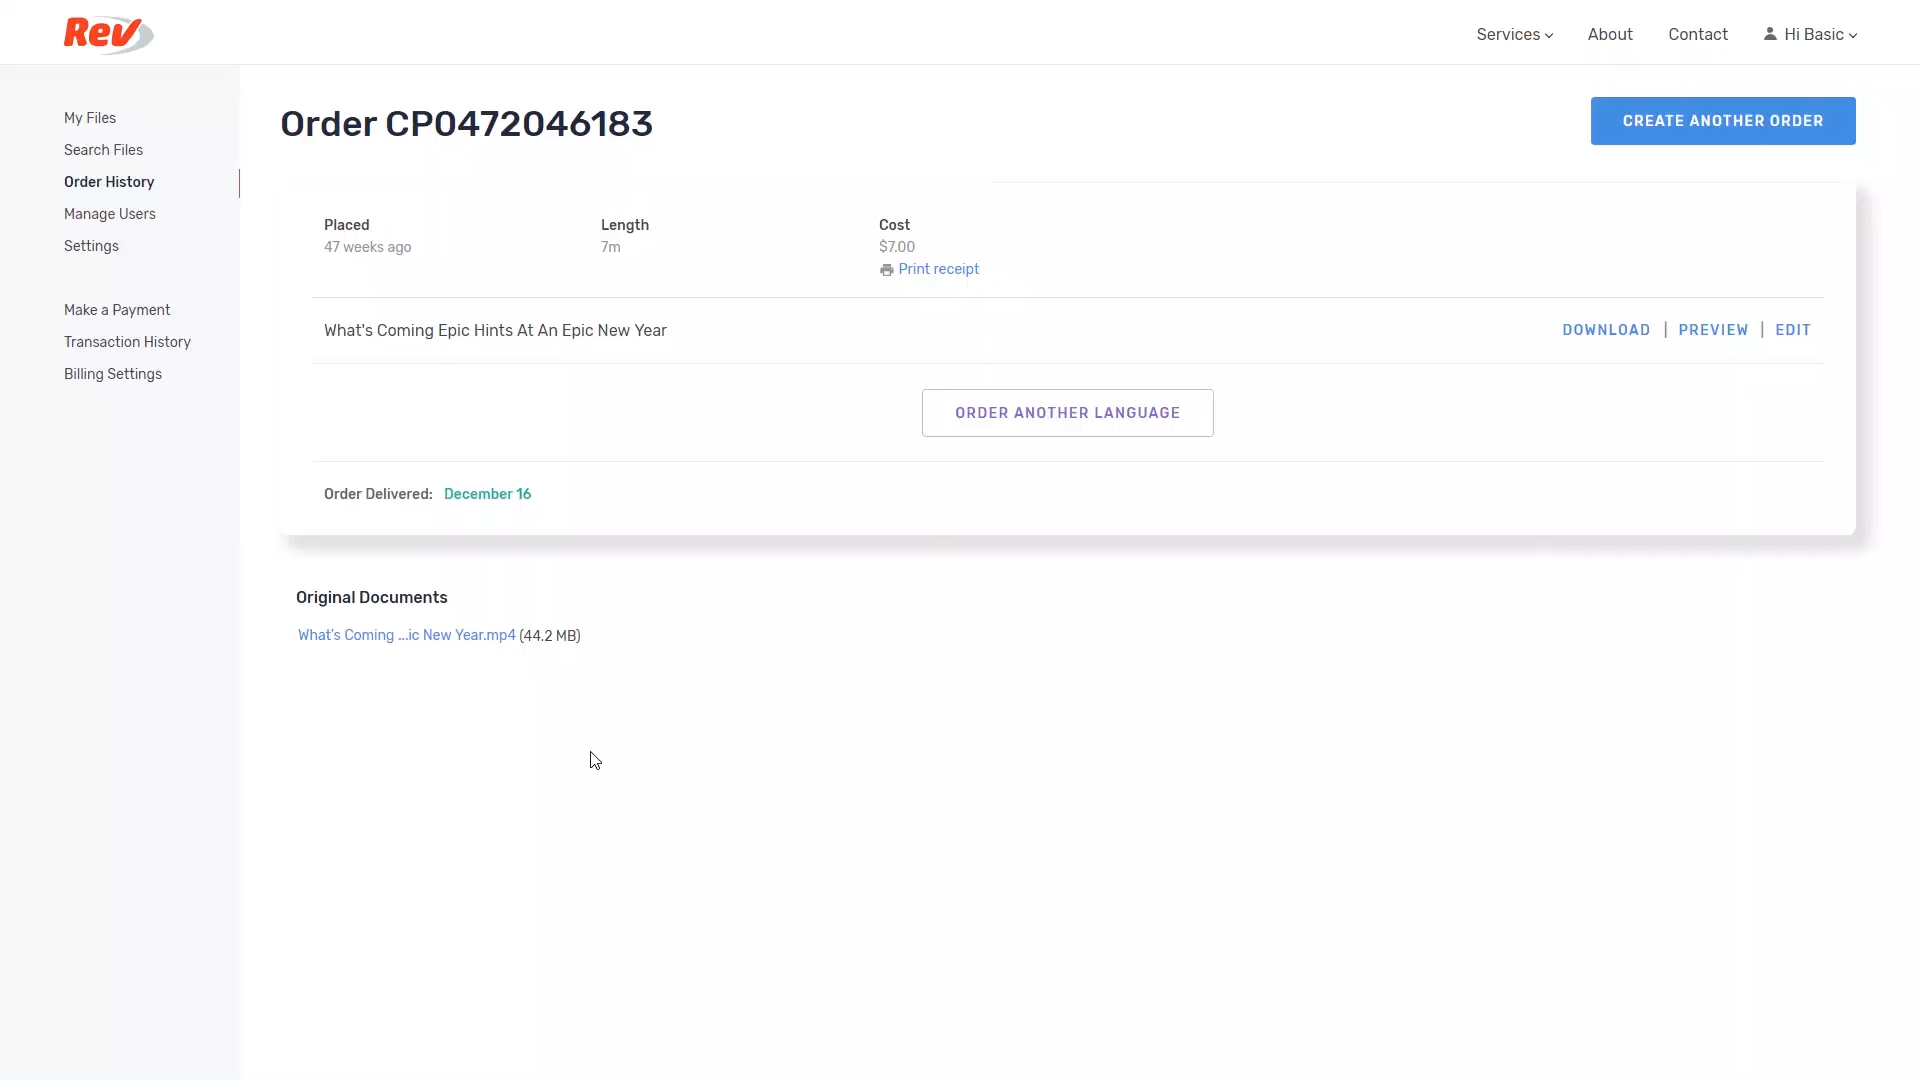 Rev
Services
About
Contact
Hi Basic
My Files
Search Files
Order History
Manage Users
Settings
Make a Payment
Transaction History
Billing Settings
Order CP0472046183
CREATE ANOTHER ORDER
Placed
47 weeks ago
Length
7m
Cost
$7.00
Print receipt
What's Coming Epic Hints At An Epic New Year
DOWNLOAD | PREVIEW | EDIT
ORDER ANOTHER LANGUAGE
Order Delivered: December 16
Original Documents
What's Coming ...ic New Year.mp4 (44.2 MB)